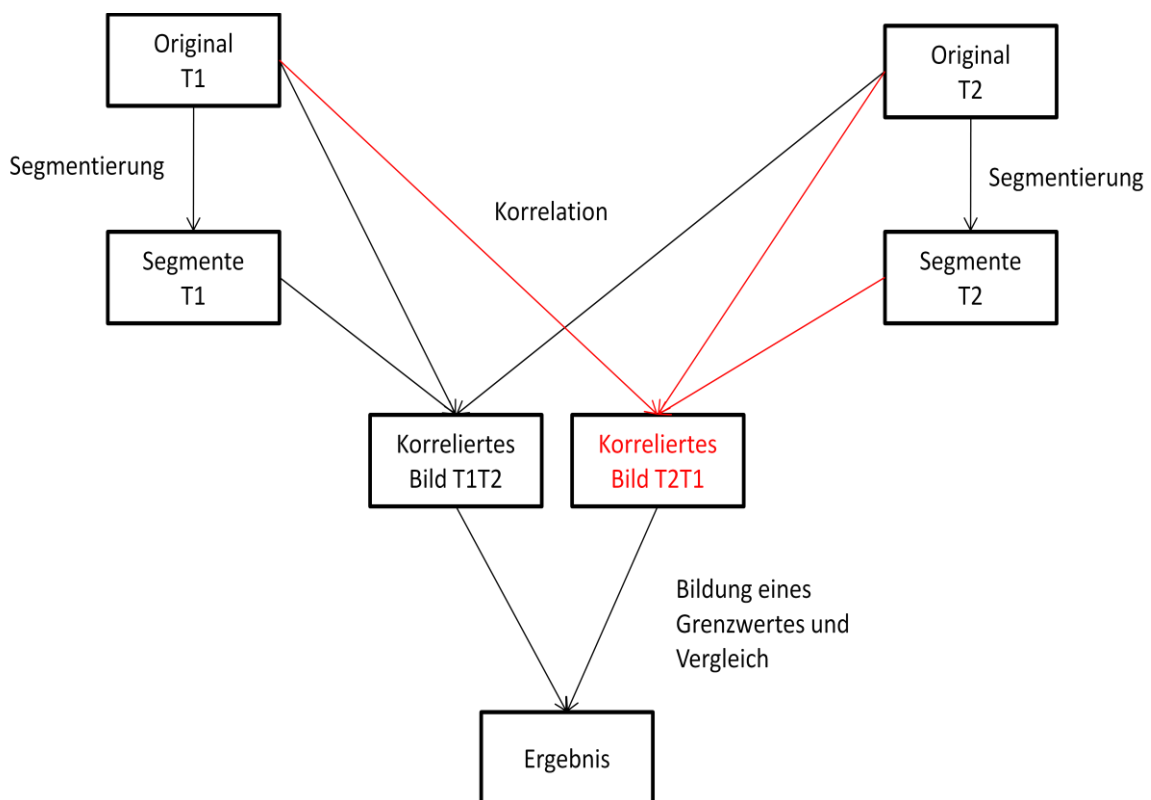 Original
T1
Original
T2
Segmentierung
Segmentierung
Korrelation
Segmente
T1
Segmente
T2
Korreliertes
Bild T1T2
Korreliertes
Bild T2T1
Bildung eines
Grenzwertes und
Vergleich
Ergebnis